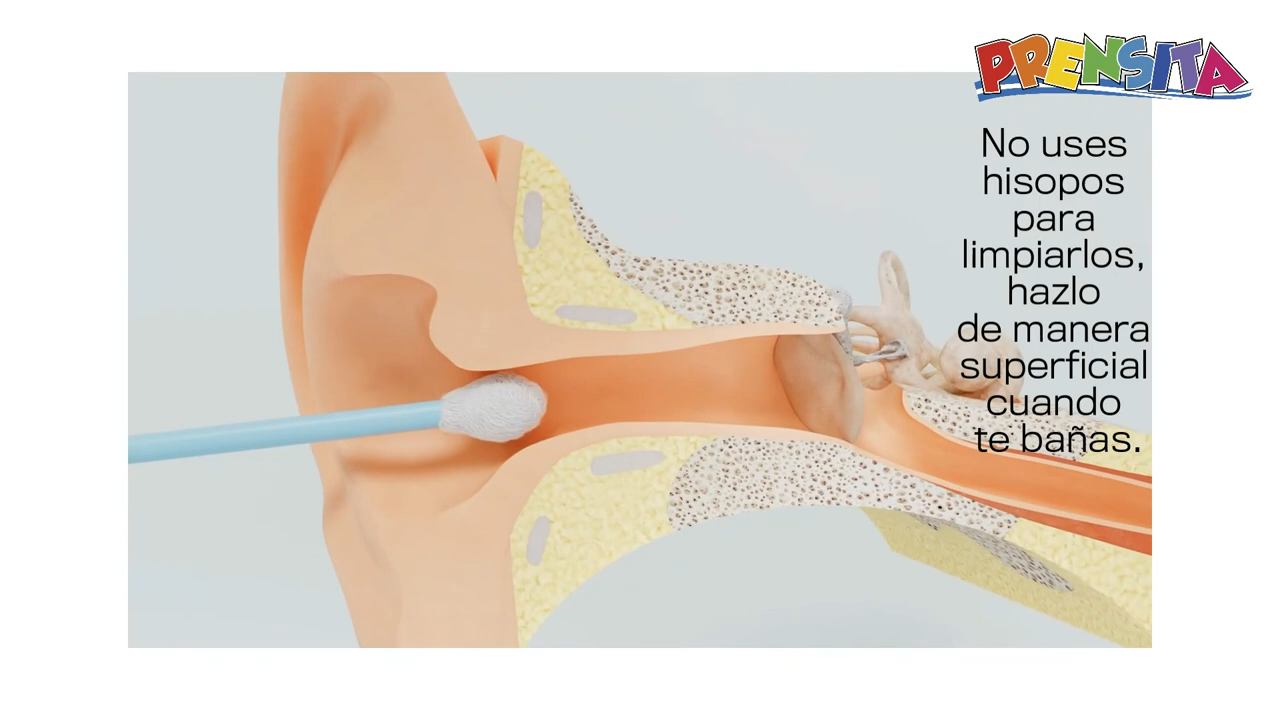 PRENSITA
No uses
hisopos
para
limpiarlos,
hazlo
de manera
superficial
cuando
te bañas.